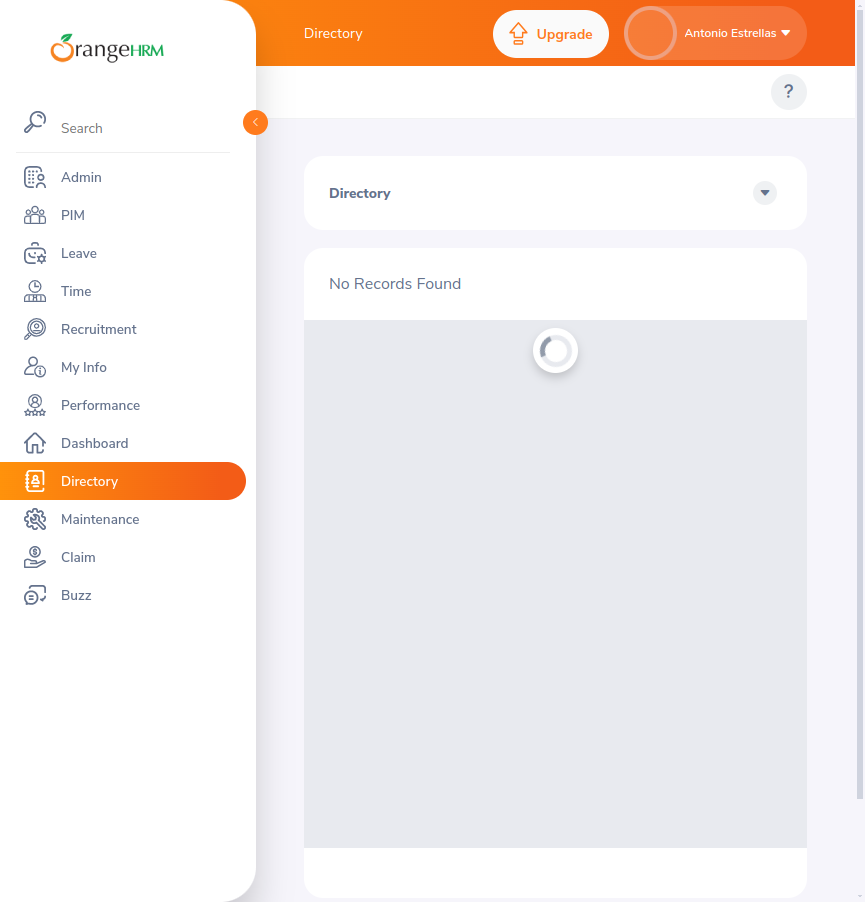 OrangeHRM
Search
Admin
PIM
Leave
Time
Recruitment
My Info
Performance
Dashboard
Directory
Maintenance
Claim
Buzz
Directory
Upgrade
Antonio Estrellas
?
Directory
No Records Found